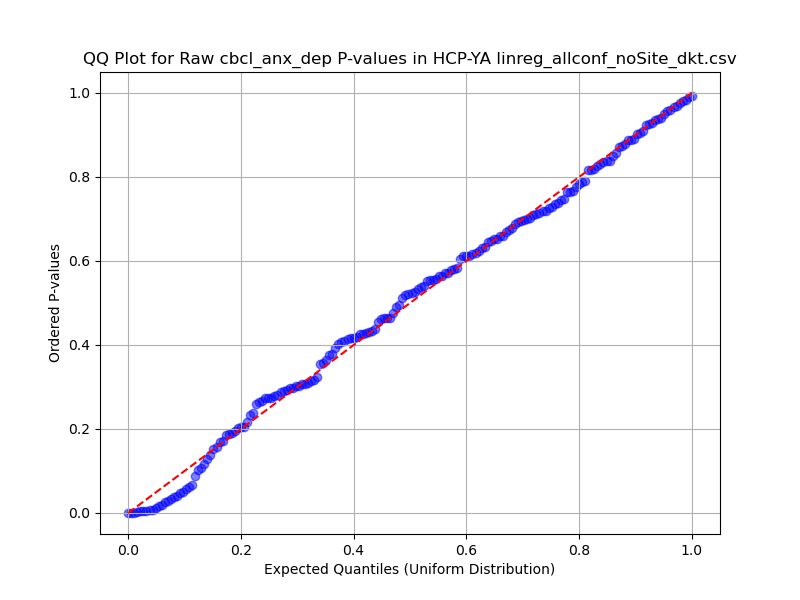 QQ Plot for Raw cbcl_anx_dep P-values in HCP-YA linreg_allconf_noSite_dkt.csv
1.0
0.8
0.6
0.4
0.2
0.0
Ordered P-values
0.0 0.2 0.4 0.6 0.8 1.0
Expected Quantiles (Uniform Distribution)